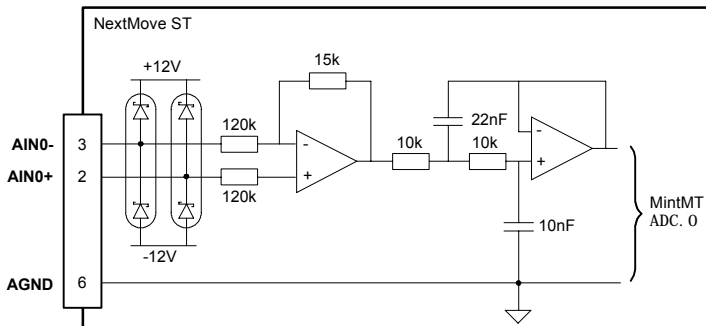 NextMove ST
+12V
15k
120k
22nF
10k
10k
AIN0-
3
AIN0+
2
120k
-
+
-
+
MintMT
ADC.0
10nF
-12V
AGND
6